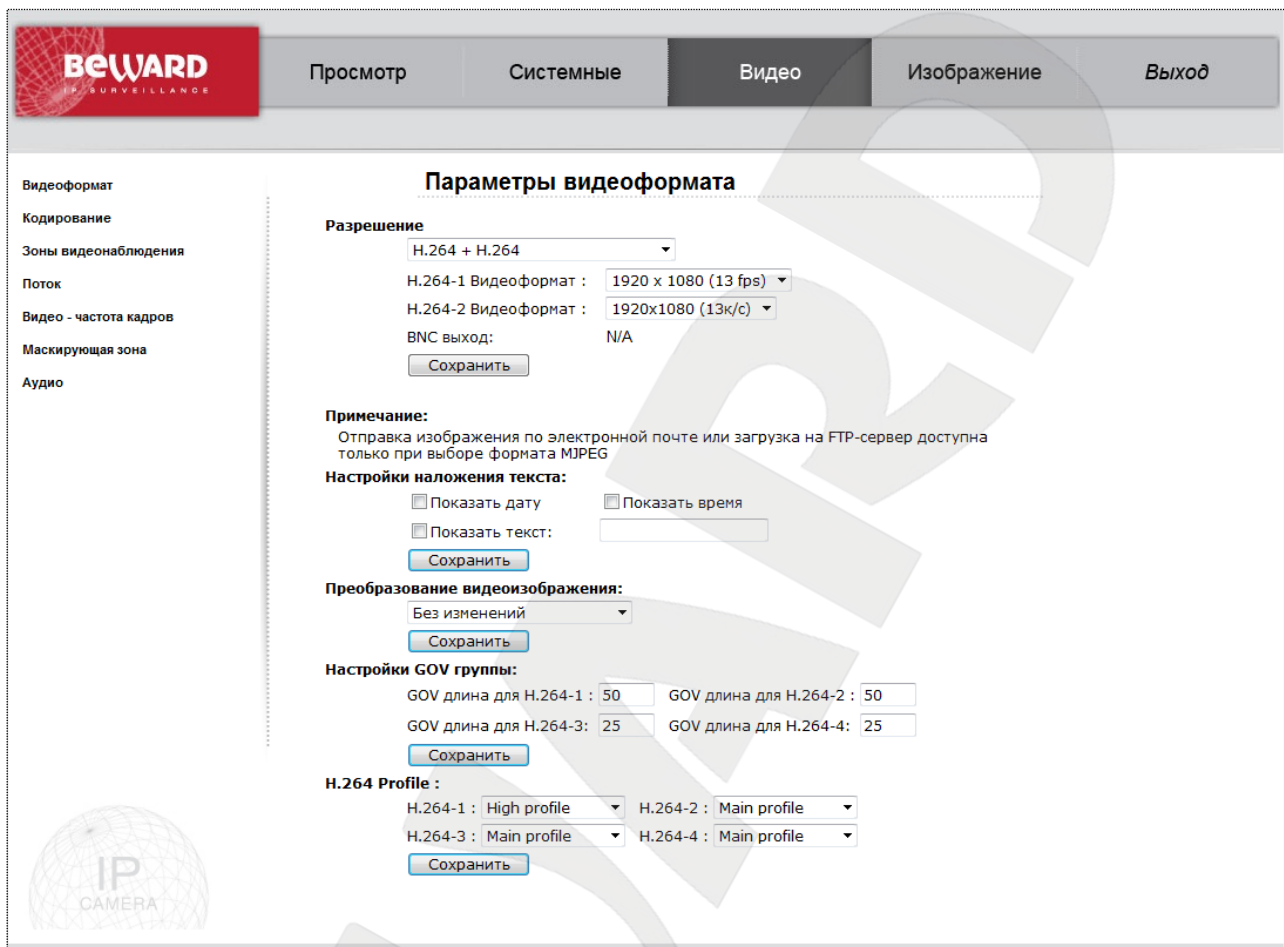 BEWARD
IP SURVEILLANCE
Просмотр Системные Видео Изображение Выход
Видеоформат
Кодирование
Зоны видеонаблюдения
Поток
Видео - частота кадров
Маскирующая зона
Аудио
Параметры видеоформата
Разрешение
H.264 + H.264
H.264-1 Видеоформат : 1920 x 1080 (13 fps)
H.264-2 Видеоформат : 1920x1080 (13к/с)
BNC выход: N/A
Сохранить
Примечание:
Отправка изображения по электронной почте или загрузка на FTP-сервер доступна
только при выборе формата MJPEG
Настройки наложения текста:
Показать дату Показать время
Показать текст:
Сохранить
Преобразование видеоизображения:
Без изменений
Сохранить
Настройки GOV группы:
GOV длина для H.264-1 : 50 GOV длина для H.264-2 : 50
GOV длина для H.264-3: 25 GOV длина для H.264-4: 25
Сохранить
H.264 Profile :
H.264-1 : High profile H.264-2 : Main profile
H.264-3 : Main profile H.264-4 : Main profile
Сохранить
IP
CAMERA
WARD